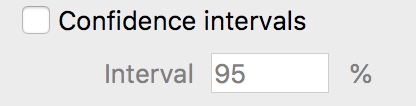 Confidence intervals
Interval 95 %